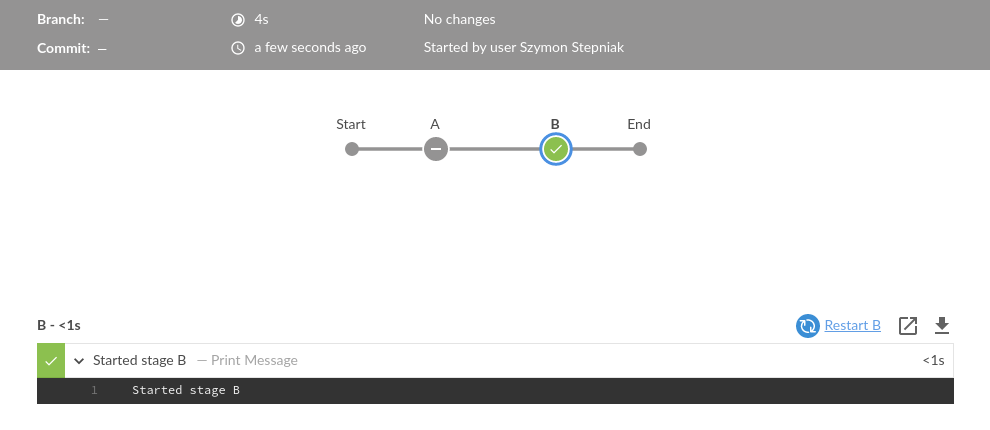 Branch: — 4s No changes
Commit: — a few seconds ago Started by user Szymon Stepniak
Start A B End
B - <1s Restart B
Started stage B — Print Message <1s
1 Started stage B